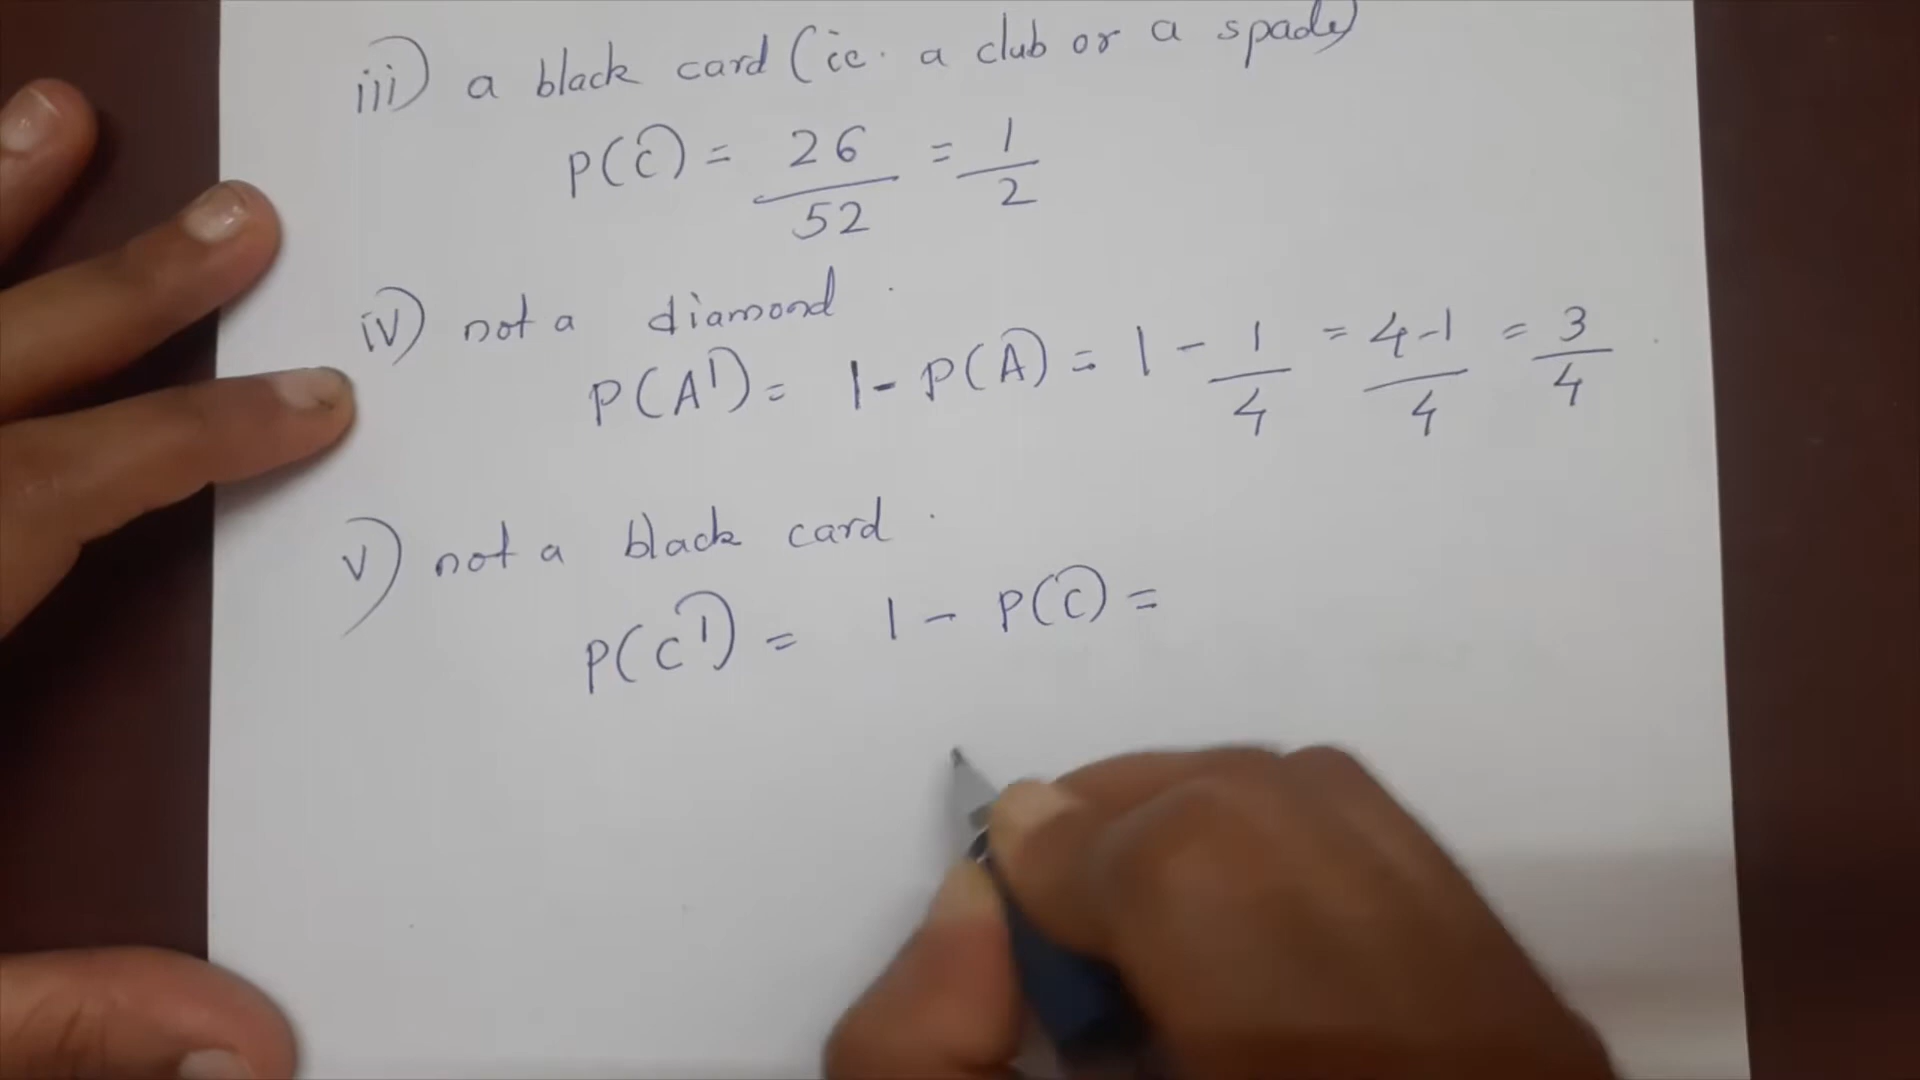 iii) a black card (ie. a club or a spade)
P(C) = 26/52 = 1/2
iv) not a diamond.
P(A') = 1 - P(A) = 1 - 1/4 = 4-1/4 = 3/4.
v) not a black card.
P(C') = 1 - P(C) =